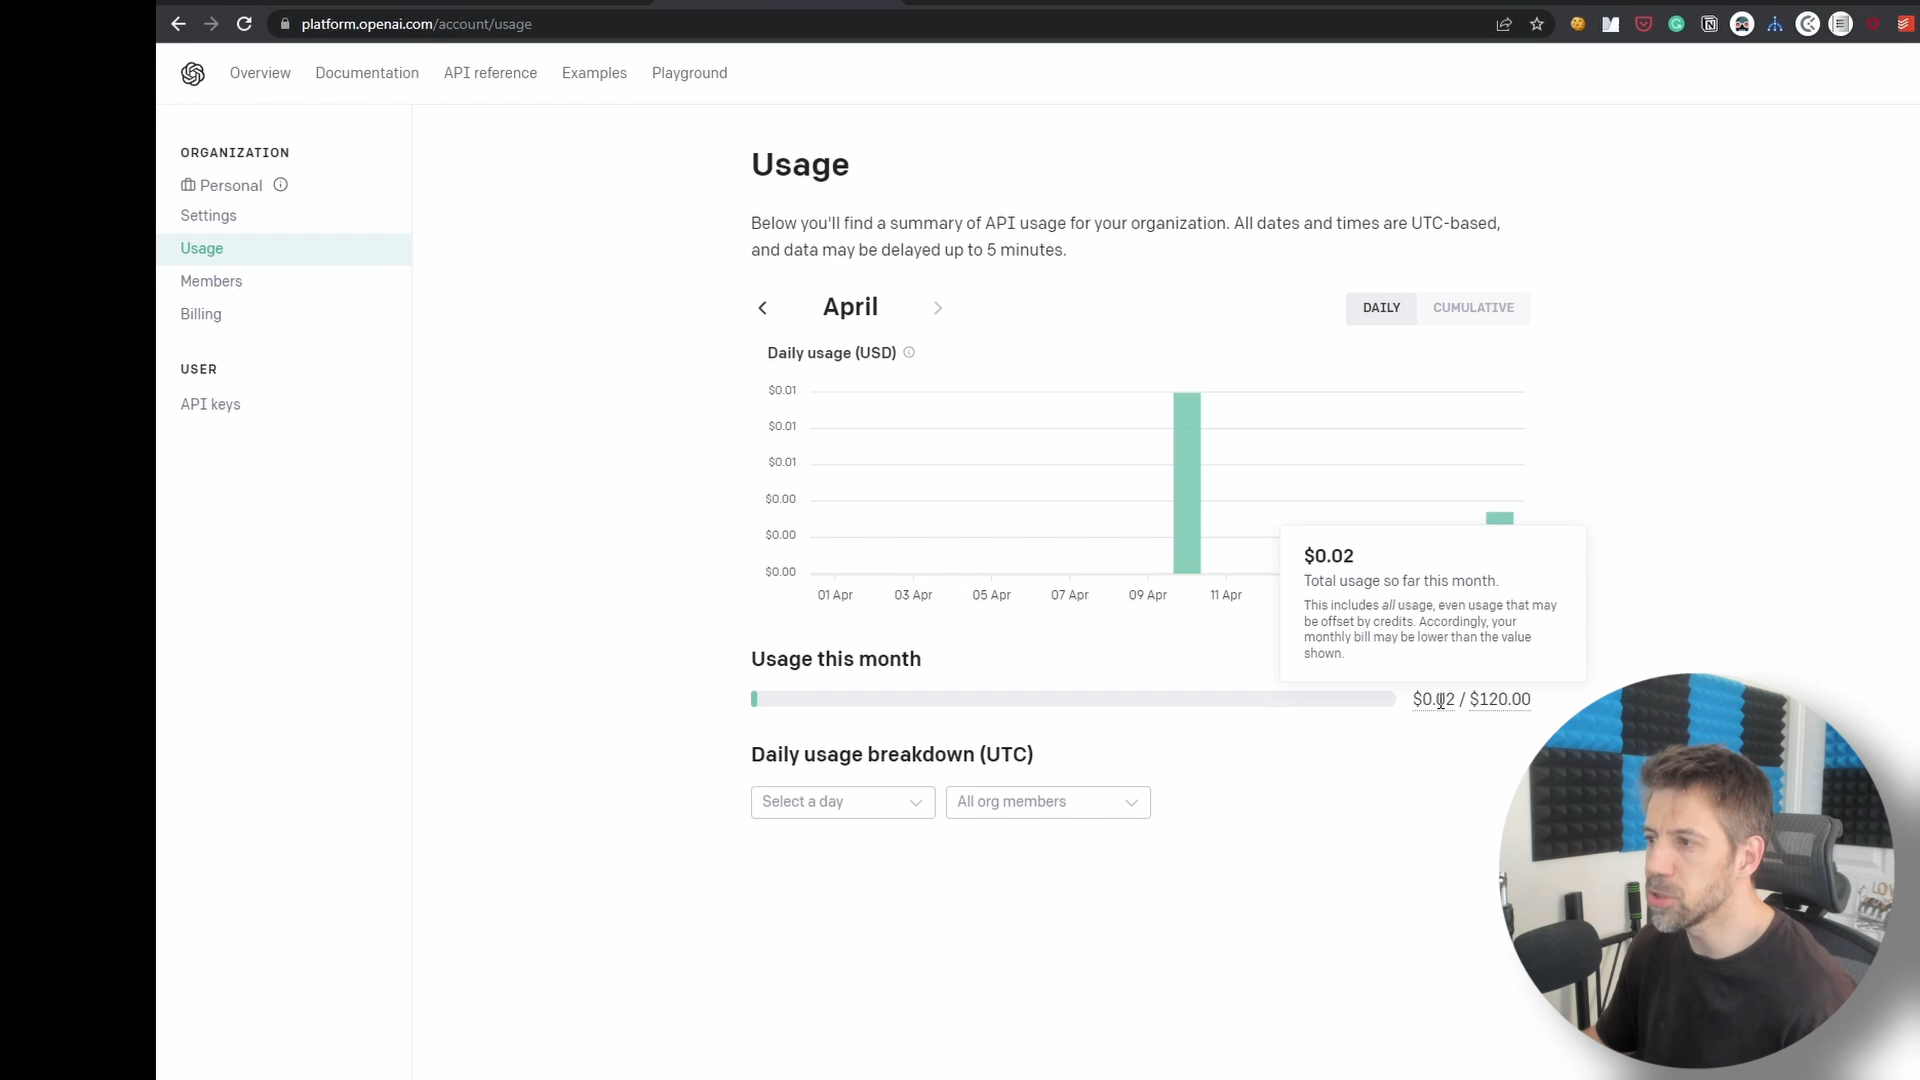 platform.openai.com/account/usage
Overview
Documentation
API reference
Examples
Playground
ORGANIZATION
Personal
Settings
Usage
Members
Billing
USER
API keys
Usage
Below you'll find a summary of API usage for your organization. All dates and times are UTC-based,
and data may be delayed up to 5 minutes.
April
DAILY
CUMULATIVE
Daily usage (USD)
$0.01
$0.01
$0.01
$0.00
$0.00
$0.00
01 Apr
03 Apr
05 Apr
07 Apr
09 Apr
11 Apr
$0.02
Total usage so far this month.
This includes all usage, even usage that may
be offset by credits. Accordingly, your
monthly bill may be lower than the value
shown.
Usage this month
$0.02 / $120.00
Daily usage breakdown (UTC)
Select a day
All org members